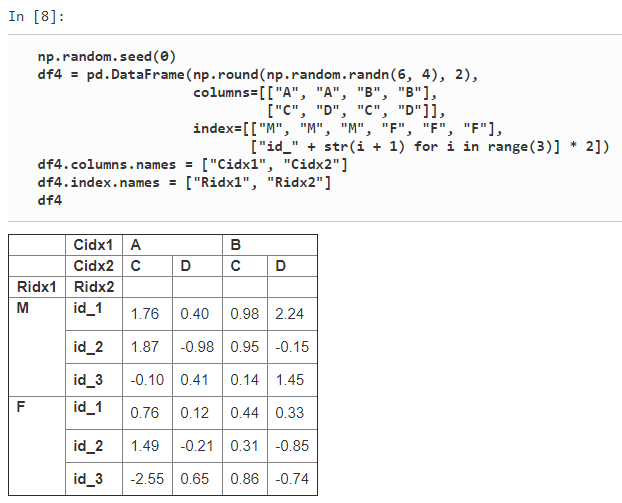 In [8]:
np.random.seed(0)
df4 = pd.DataFrame(np.round(np.random.randn(6, 4), 2),
columns=[["A", "A", "B", "B"],
["C", "D", "C", "D"]],
index=[["M", "M", "M", "F", "F", "F"],
["id_" + str(i + 1) for i in range(3)] * 2])
df4.columns.names = ["Cidx1", "Cidx2"]
df4.index.names = ["Ridx1", "Ridx2"]
df4
Cidx1 A B
Cidx2 C D C D
Ridx1 Ridx2
M id_1 1.76 0.40 0.98 2.24
id_2 1.87 -0.98 0.95 -0.15
id_3 -0.10 0.41 0.14 1.45
F id_1 0.76 0.12 0.44 0.33
id_2 1.49 -0.21 0.31 -0.85
id_3 -2.55 0.65 0.86 -0.74